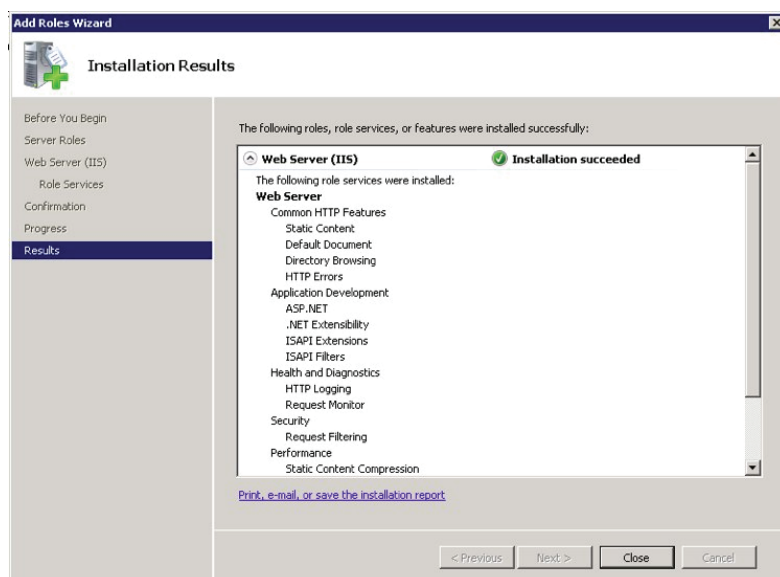 Add Roles Wizard
Installation Results
Before You Begin
Server Roles
Web Server (IIS)
Role Services
Confirmation
Progress
Results
The following roles, role services, or features were installed successfully:
Web Server (IIS) Installation succeeded
The following role services were installed:
Web Server
Common HTTP Features
Static Content
Default Document
Directory Browsing
HTTP Errors
Application Development
ASP.NET
.NET Extensibility
ISAPI Extensions
ISAPI Filters
Health and Diagnostics
HTTP Logging
Request Monitor
Security
Request Filtering
Performance
Static Content Compression
Print, e-mail, or save the installation report
< Previous Next > Close Cancel